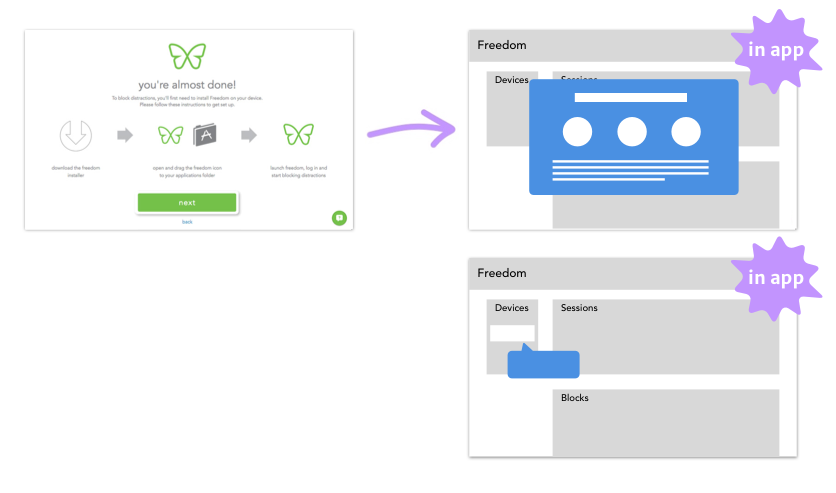 you're almost done!
To block distractions, you'll first need to install Freedom on your device.
Please follow these instructions to get set up.
download the freedom
installer
open and drag the freedom icon
to your applications folder
launch freedom, log in and
start blocking distractions
next
back
Freedom
in app
Devices
Sessions
Freedom
in app
Devices
Sessions
Blocks